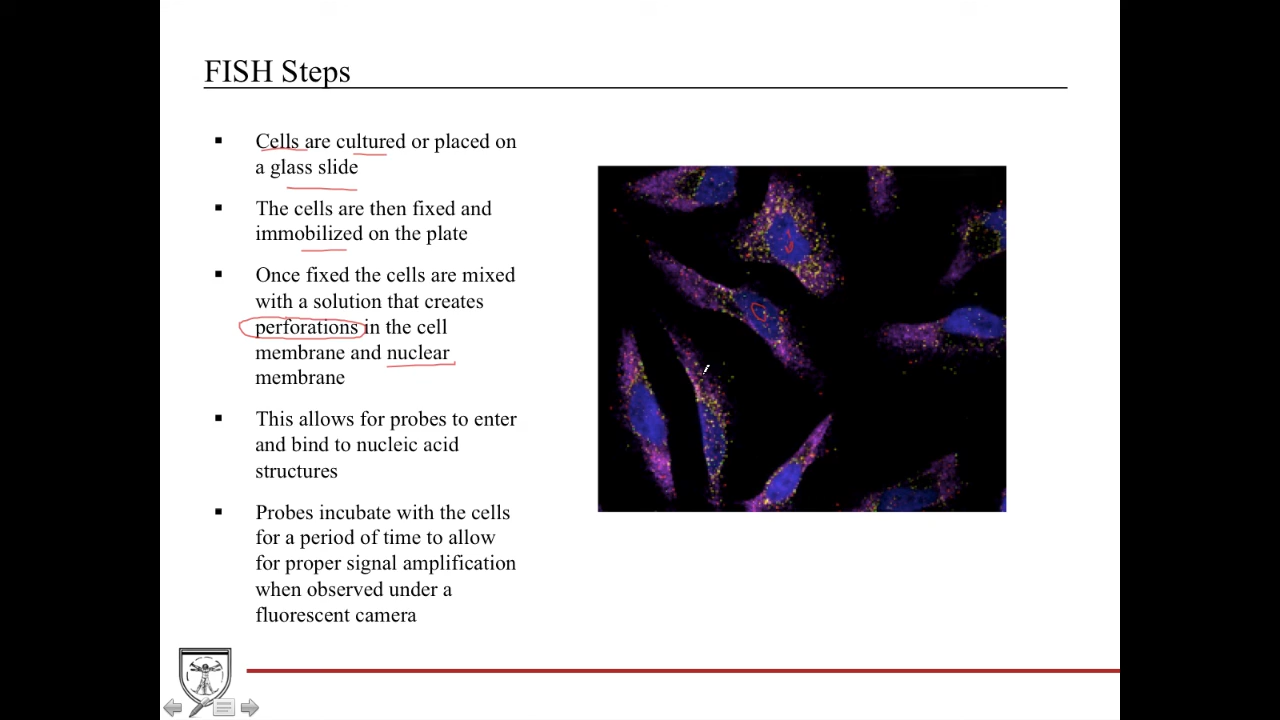 FISH Steps
▪ Cells are cultured or placed on
a glass slide
▪ The cells are then fixed and
immobilized on the plate
▪ Once fixed the cells are mixed
with a solution that creates
perforations in the cell
membrane and nuclear
membrane
▪ This allows for probes to enter
and bind to nucleic acid
structures
▪ Probes incubate with the cells
for a period of time to allow
for proper signal amplification
when observed under a
fluorescent camera